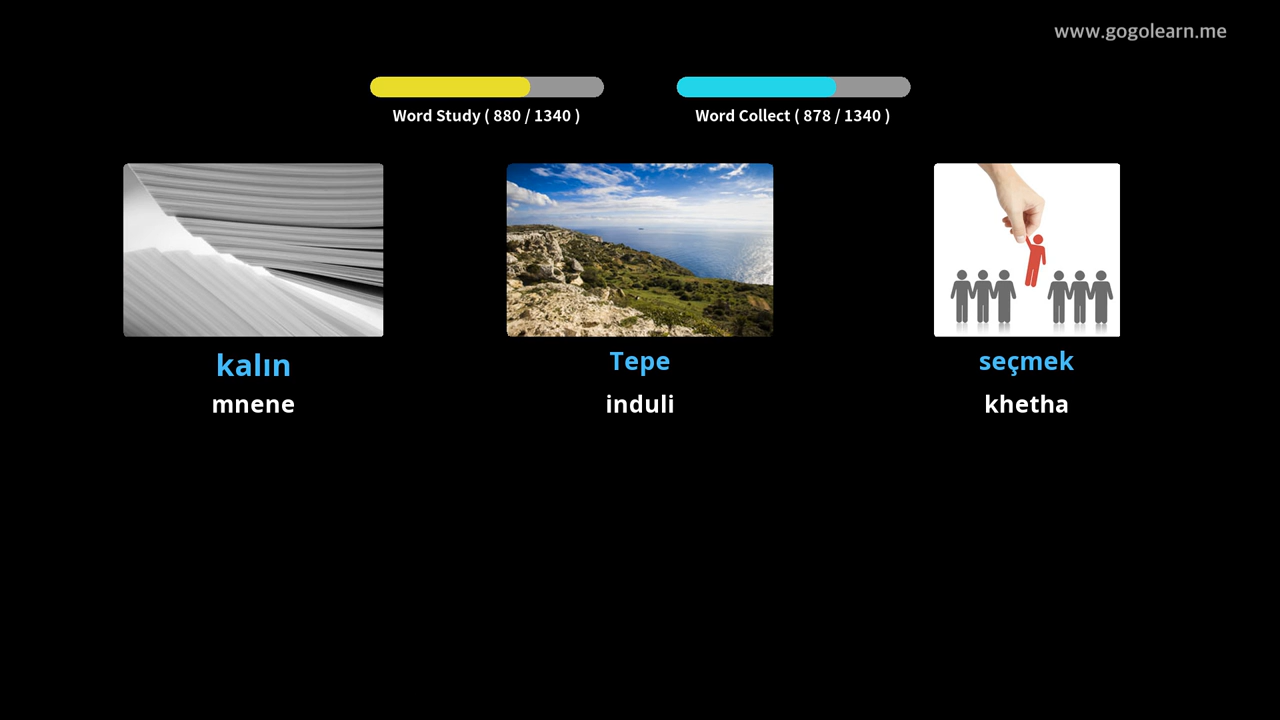 www.gogolearn.me
Word Study ( 880 / 1340 )
Word Collect ( 878 / 1340 )
kalın
Tepe
seçmek
mnene
induli
khetha